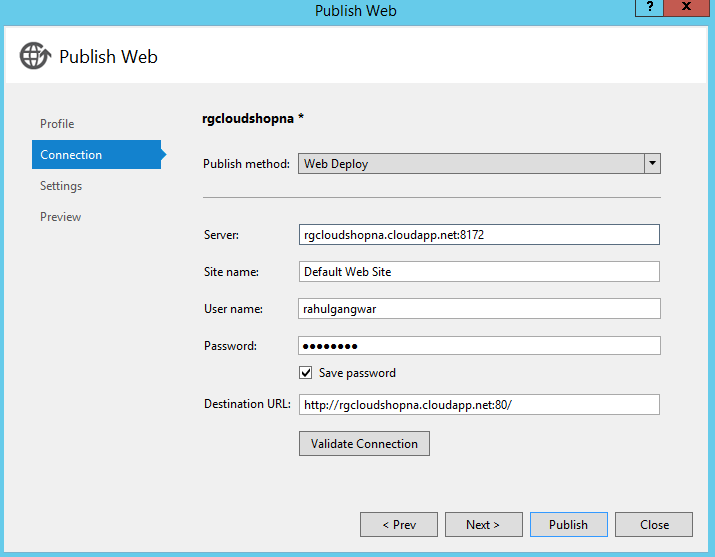 Publish Web
? x
Publish Web
Profile
Connection
Settings
Preview
rgcloudshopna *
Publish method: Web Deploy
Server: rgcloudshopna.cloudapp.net:8172
Site name: Default Web Site
User name: rahulgangwar
Password: ●●●●●●●●
Save password
Destination URL: http://rgcloudshopna.cloudapp.net:80/
Validate Connection
< Prev Next > Publish Close